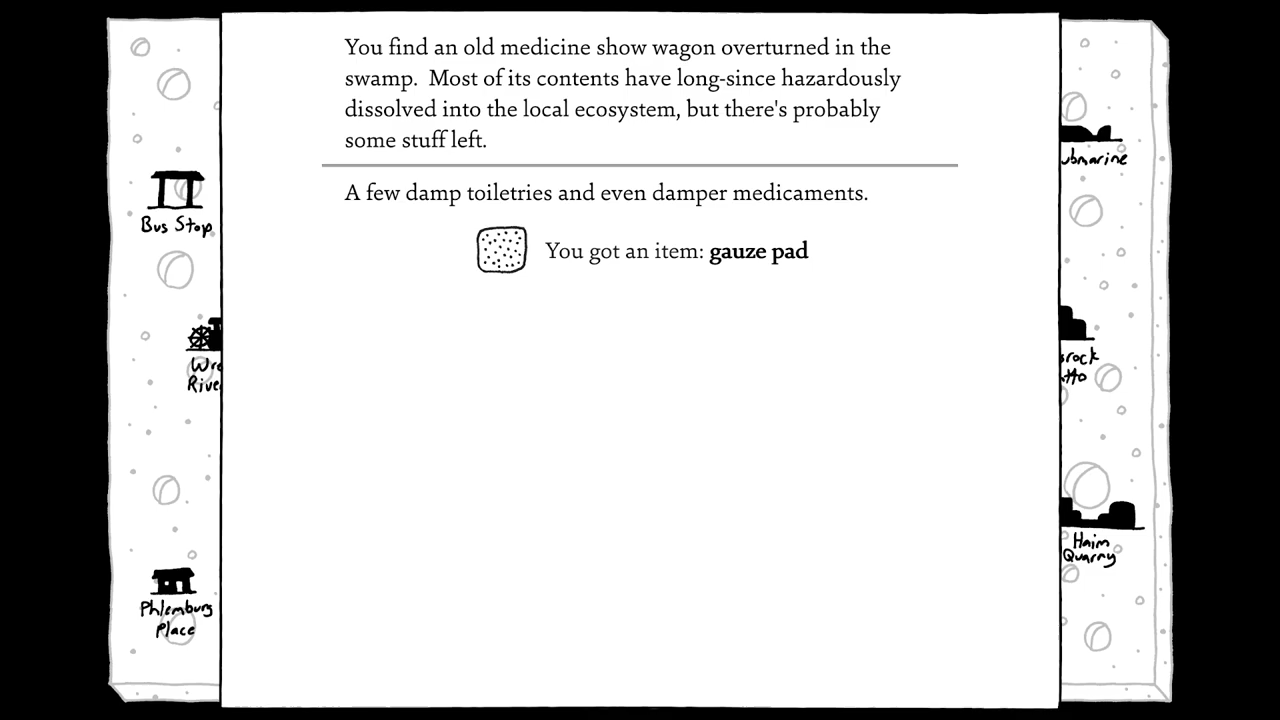 You find an old medicine show wagon overturned in the
swamp.  Most of its contents have long-since hazardously
dissolved into the local ecosystem, but there's probably
some stuff left.
A few damp toiletries and even damper medicaments.
You got an item: gauze pad
Bus Stop
Phlemburg
Place
Haim
Quarry